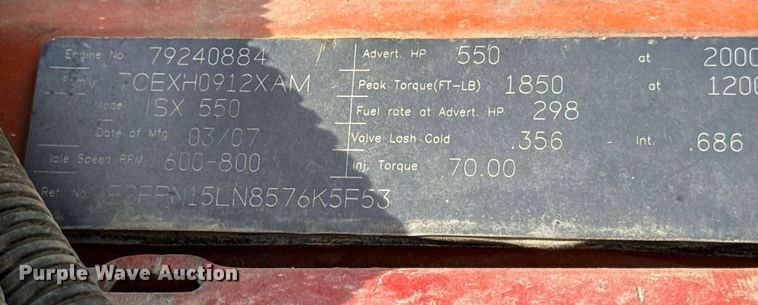 Engine No 79240884 Advert. HP 550 at 2000
Family 7CEXH0912XAM Peak Torque(FT-LB) 1850 at 1200
Model ISX 550 Fuel rate at Advert. HP 298
Date of Mfg 03/07 Valve Lash Cold .356 Int. .686
Idle Speed RPM 600-800 Inj. Torque 70.00
Ref No
Purple Wave Auction